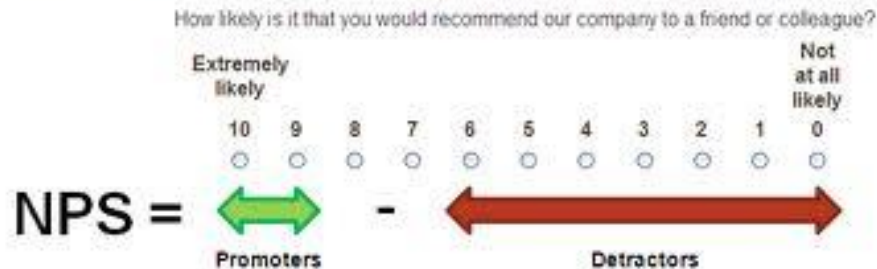 How likely is it that you would recommend our company to a friend or colleague?
Extremely likely
Not at all likely
10 9 8 7 6 5 4 3 2 1 0
NPS = -
Promoters Detractors